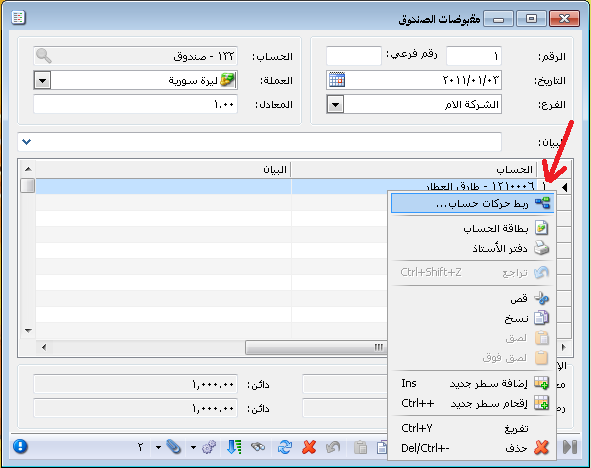 مقبوضات الصندوق
الرقم: ١ رقم فرعي:
الحساب: ١٣٢ - صندوق
التاريخ: ٢٠١١/٠١/٠٣
العملة: ليرة سورية
الفرع: الشركة الام
المعادل: ١.٠٠
البيان:
الحساب البيان
١ ١٢١٠٠٠٦ - طارق العطار
ربط حركات حساب...
بطاقة الحساب
دفتر الأستاذ
تراجع Ctrl+Shift+Z
قص
نسخ
لصق
لصق فوق
إضافة سطر جديد Ins
إقحام سطر جديد Ctrl++
تفريغ Ctrl+Y
حذف Del/Ctrl+-
دائن: ١,٠٠٠.٠٠
دائن: ١,٠٠٠.٠٠
٢